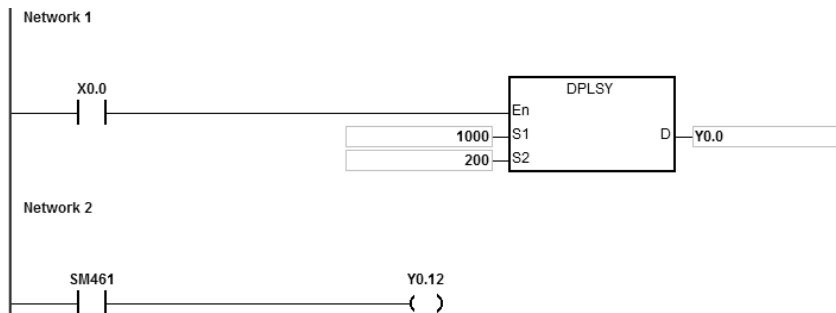 Network 1
X0.0
DPLSY
En
1000 S1 D Y0.0
200 S2
Network 2
SM461 Y0.12